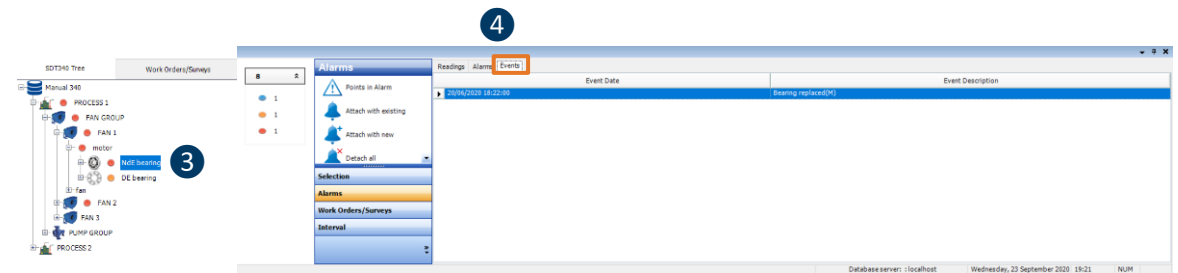 4
SDT340 Tree
Work Orders/Surveys
Manual 340
PROCESS 1
FAN GROUP
FAN 1
motor
NdE bearing
3
DE bearing
fan
FAN 2
FAN 3
PUMP GROUP
PROCESS 2
8
1
1
1
Alarms
Points in Alarm
Attach with existing
Attach with new
Detach all
Selection
Alarms
Work Orders/Surveys
Interval
Readings Alarms Events
Event Date Event Description
20/06/2020 18:22:00 Bearing replaced(M)
Database server: :localhost Wednesday, 23 September 2020 19:21 NUM